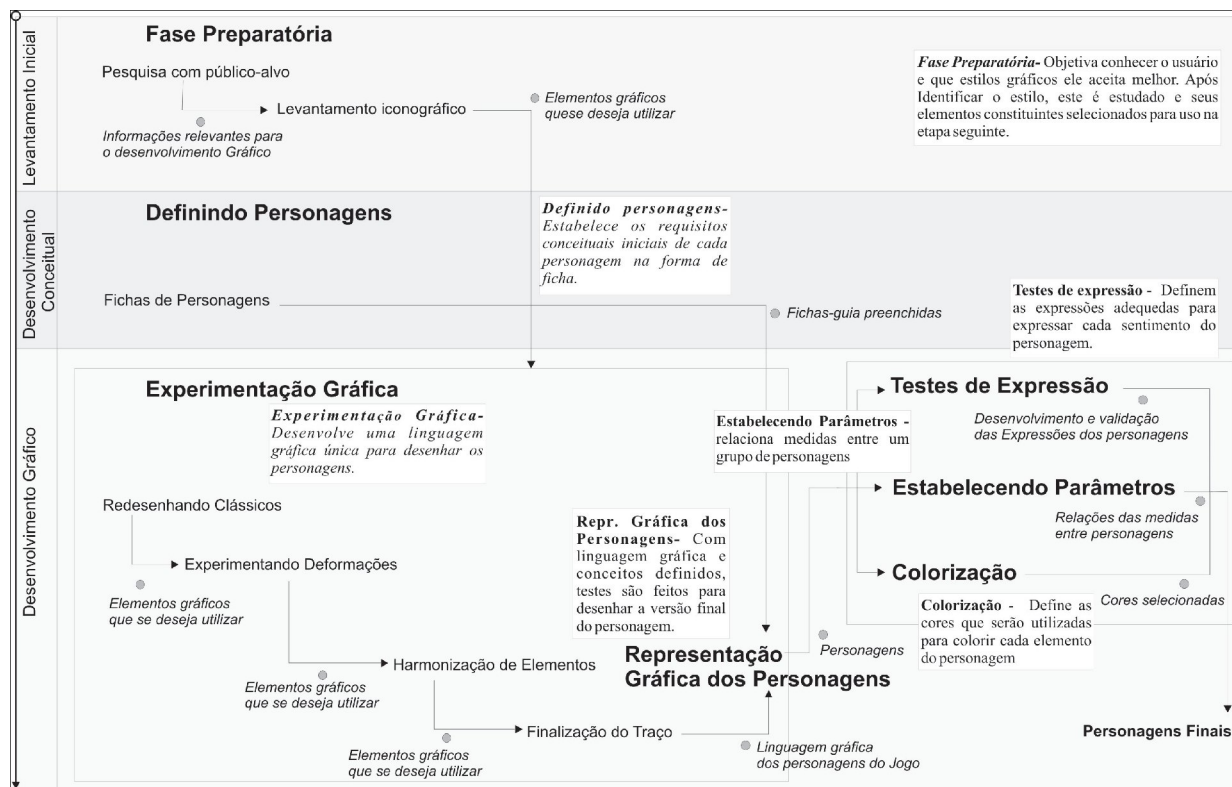 Levantamento Inicial
Fase Preparatória
Pesquisa com público-alvo
Levantamento iconográfico
Informações relevantes para
o desenvolvimento Gráfico
Elementos gráficos
quese deseja utilizar
Fase Preparatória- Objetiva conhecer o usuário
e que estilos gráficos ele aceita melhor. Após
Identificar o estilo, este é estudado e seus
elementos constituintes selecionados para uso na
etapa seguinte.
Desenvolvimento
Conceitual
Definindo Personagens
Definido personagens-
Estabelece os requisitos
conceituais iniciais de cada
personagem na forma de
ficha.
Fichas de Personagens
Fichas-guia preenchidas
Testes de expressão - Definem
as expressões adequedas para
expressar cada sentimento do
personagem.
Desenvolvimento Gráfico
Experimentação Gráfica
Experimentação Gráfica-
Desenvolve uma linguagem
gráfica única para desenhar os
personagens.
Redesenhando Clássicos
Experimentando Deformações
Elementos gráficos
que se deseja utilizar
Harmonização de Elementos
Elementos gráficos
que se deseja utilizar
Finalização do Traço
Elementos gráficos
que se deseja utilizar
Linguagem gráfica
dos personagens do Jogo
Repr. Gráfica dos
Personagens- Com
linguagem gráfica e
conceitos definidos,
testes são feitos para
desenhar a versão final
do personagem.
Representação
Gráfica dos Personagens
Personagens
Estabelecendo Parâmetros -
relaciona medidas entre um
grupo de personagens
Testes de Expressão
Desenvolvimento e validação
das Expressões dos personagens
Estabelecendo Parâmetros
Relações das medidas
entre personagens
Colorização
Cores selecionadas
Colorização - Define as
cores que serão utilizadas
para colorir cada elemento
do personagem
Personagens Finais